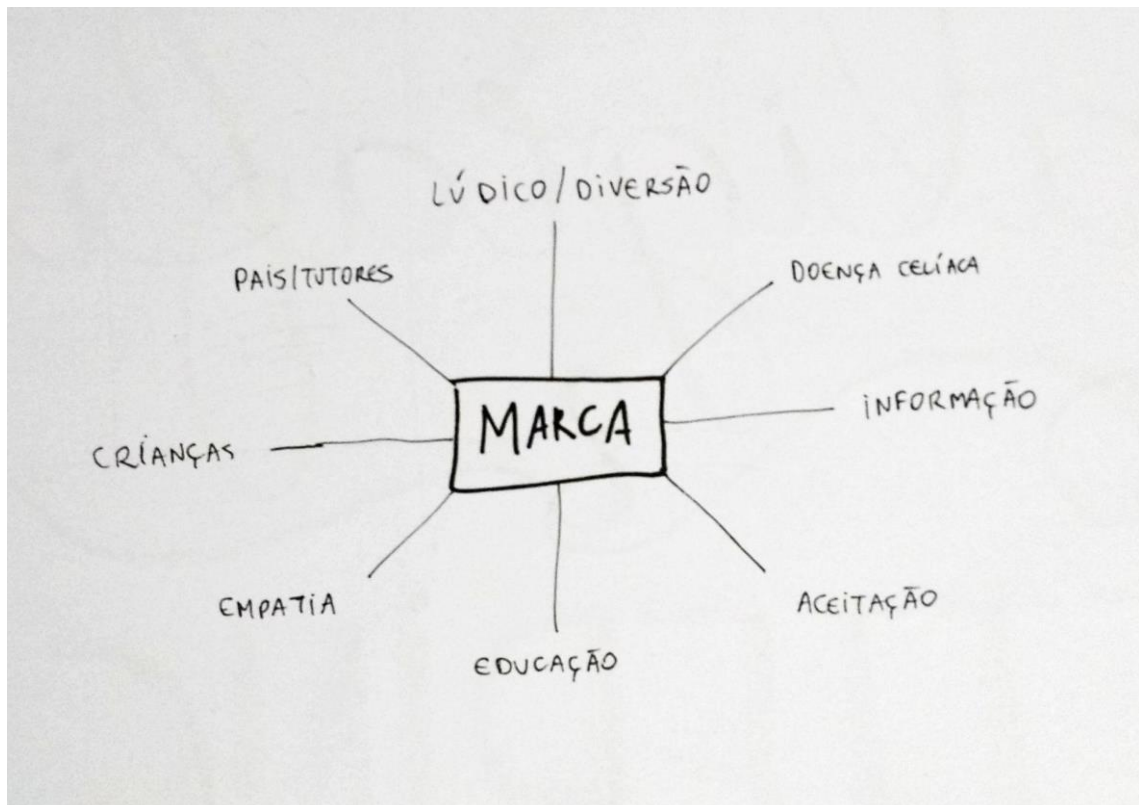 LÚDICO/DIVERSÃO
PAIS/TUTORES
DOENÇA CELÍACA
MARCA
INFORMAÇÃO
CRIANÇAS
EMPATIA
ACEITAÇÃO
EDUCAÇÃO